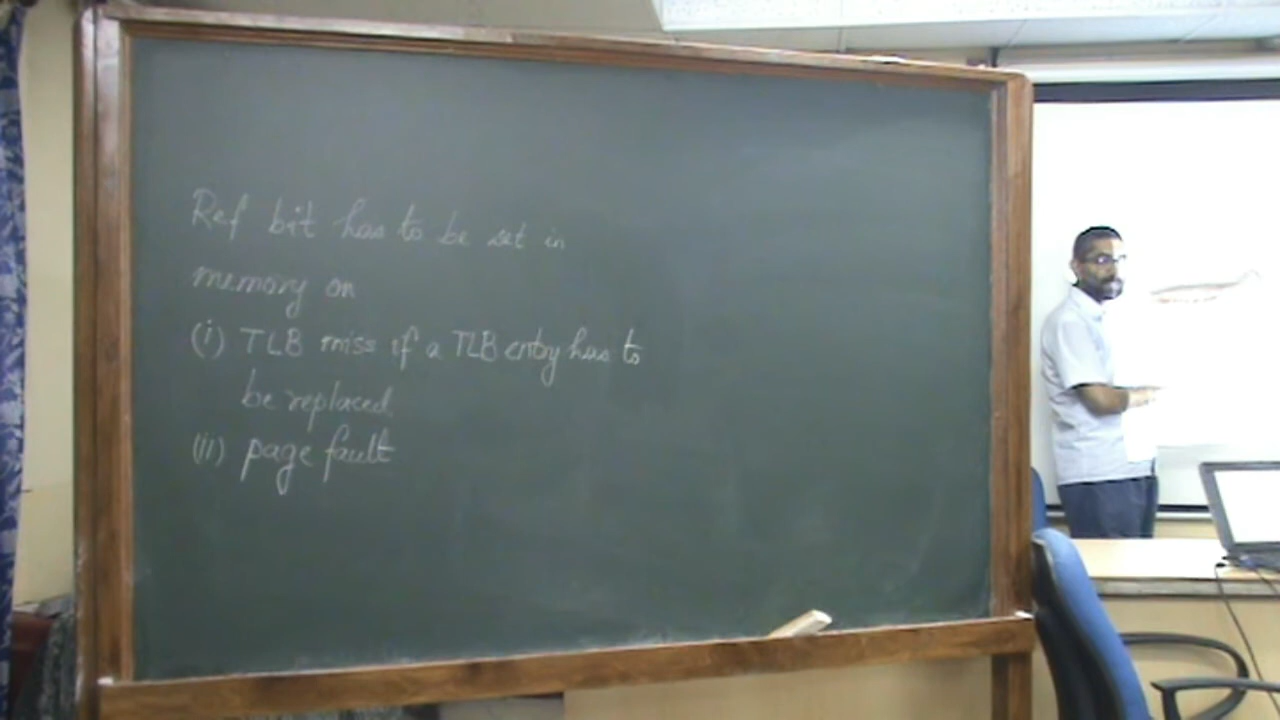 Ref bit has to be set in
memory on
(i) TLB miss if a TLB entry has to
be replaced
(ii) page fault